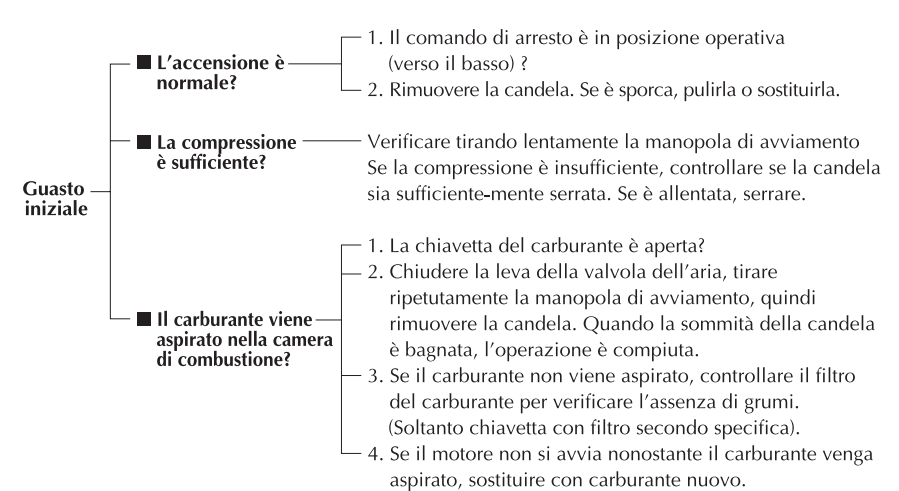 Guasto
iniziale
■ L'accensione è
normale?
1. Il comando di arresto è in posizione operativa
(verso il basso) ?
2. Rimuovere la candela. Se è sporca, pulirla o sostituirla.
■ La compressione
è sufficiente?
Verificare tirando lentamente la manopola di avviamento
Se la compressione è insufficiente, controllare se la candela
sia sufficiente-mente serrata. Se è allentata, serrare.
■ Il carburante viene
aspirato nella camera
di combustione?
1. La chiavetta del carburante è aperta?
2. Chiudere la leva della valvola dell'aria, tirare
ripetutamente la manopola di avviamento, quindi
rimuovere la candela. Quando la sommità della candela
è bagnata, l'operazione è compiuta.
3. Se il carburante non viene aspirato, controllare il filtro
del carburante per verificare l'assenza di grumi.
(Soltanto chiavetta con filtro secondo specifica).
4. Se il motore non si avvia nonostante il carburante venga
aspirato, sostituire con carburante nuovo.